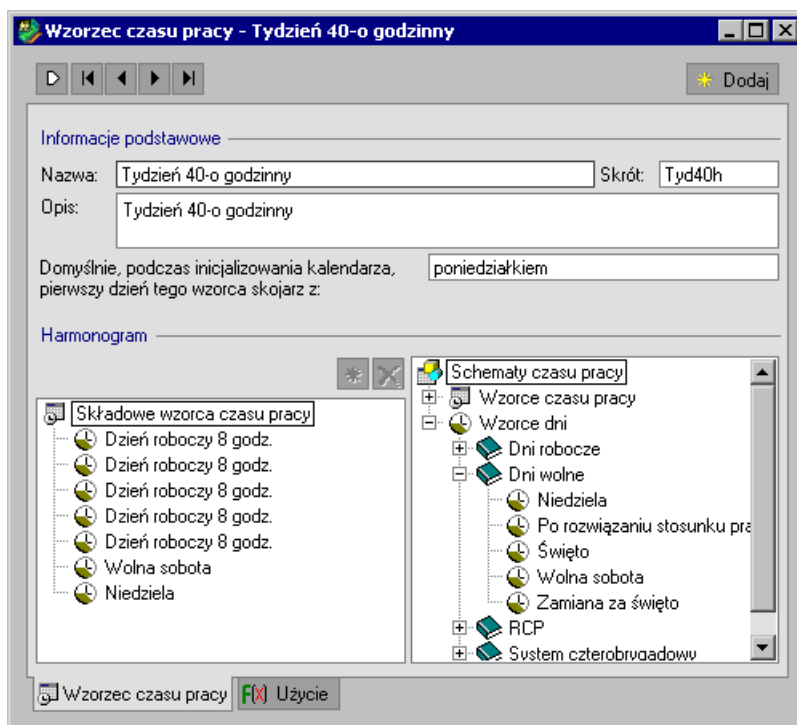 Wzorzec czasu pracy - Tydzień 40-o godzinny
Dodaj
Informacje podstawowe
Nazwa: Tydzień 40-o godzinny Skrót: Tyd40h
Opis: Tydzień 40-o godzinny
Domyślnie, podczas inicjalizowania kalendarza, poniedziałkiem
pierwszy dzień tego wzorca skojarz z:
Harmonogram
Składowe wzorca czasu pracy
Dzień roboczy 8 godz.
Dzień roboczy 8 godz.
Dzień roboczy 8 godz.
Dzień roboczy 8 godz.
Dzień roboczy 8 godz.
Wolna sobota
Niedziela
Schematy czasu pracy
Wzorce czasu pracy
Wzorce dni
Dni robocze
Dni wolne
Niedziela
Po rozwiązaniu stosunku pra
Święto
Wolna sobota
Zamiana za święto
RCP
System czterobrygadowy
Wzorzec czasu pracy F(X) Użycie